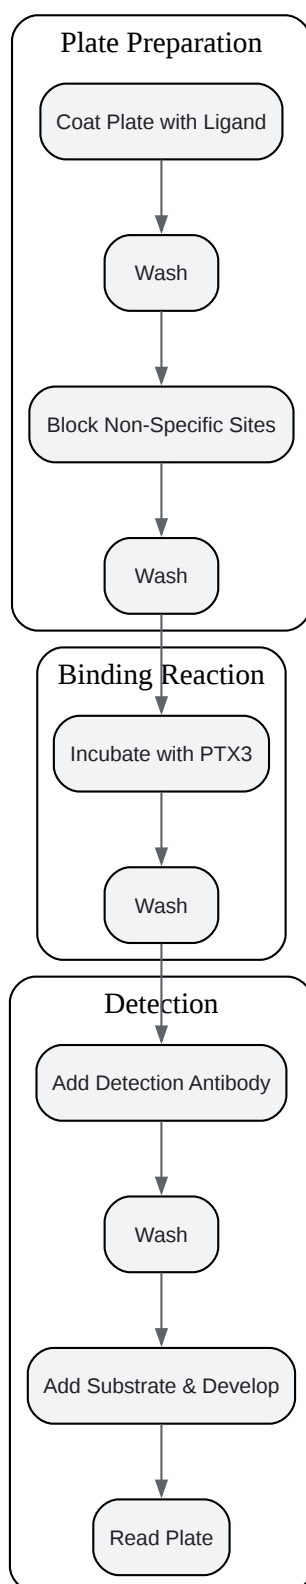 Plate Preparation
Coat Plate with Ligand
Wash
Block Non-Specific Sites
Wash
Binding Reaction
Incubate with PTX3
Wash
Detection
Add Detection Antibody
Wash
Add Substrate & Develop
Read Plate